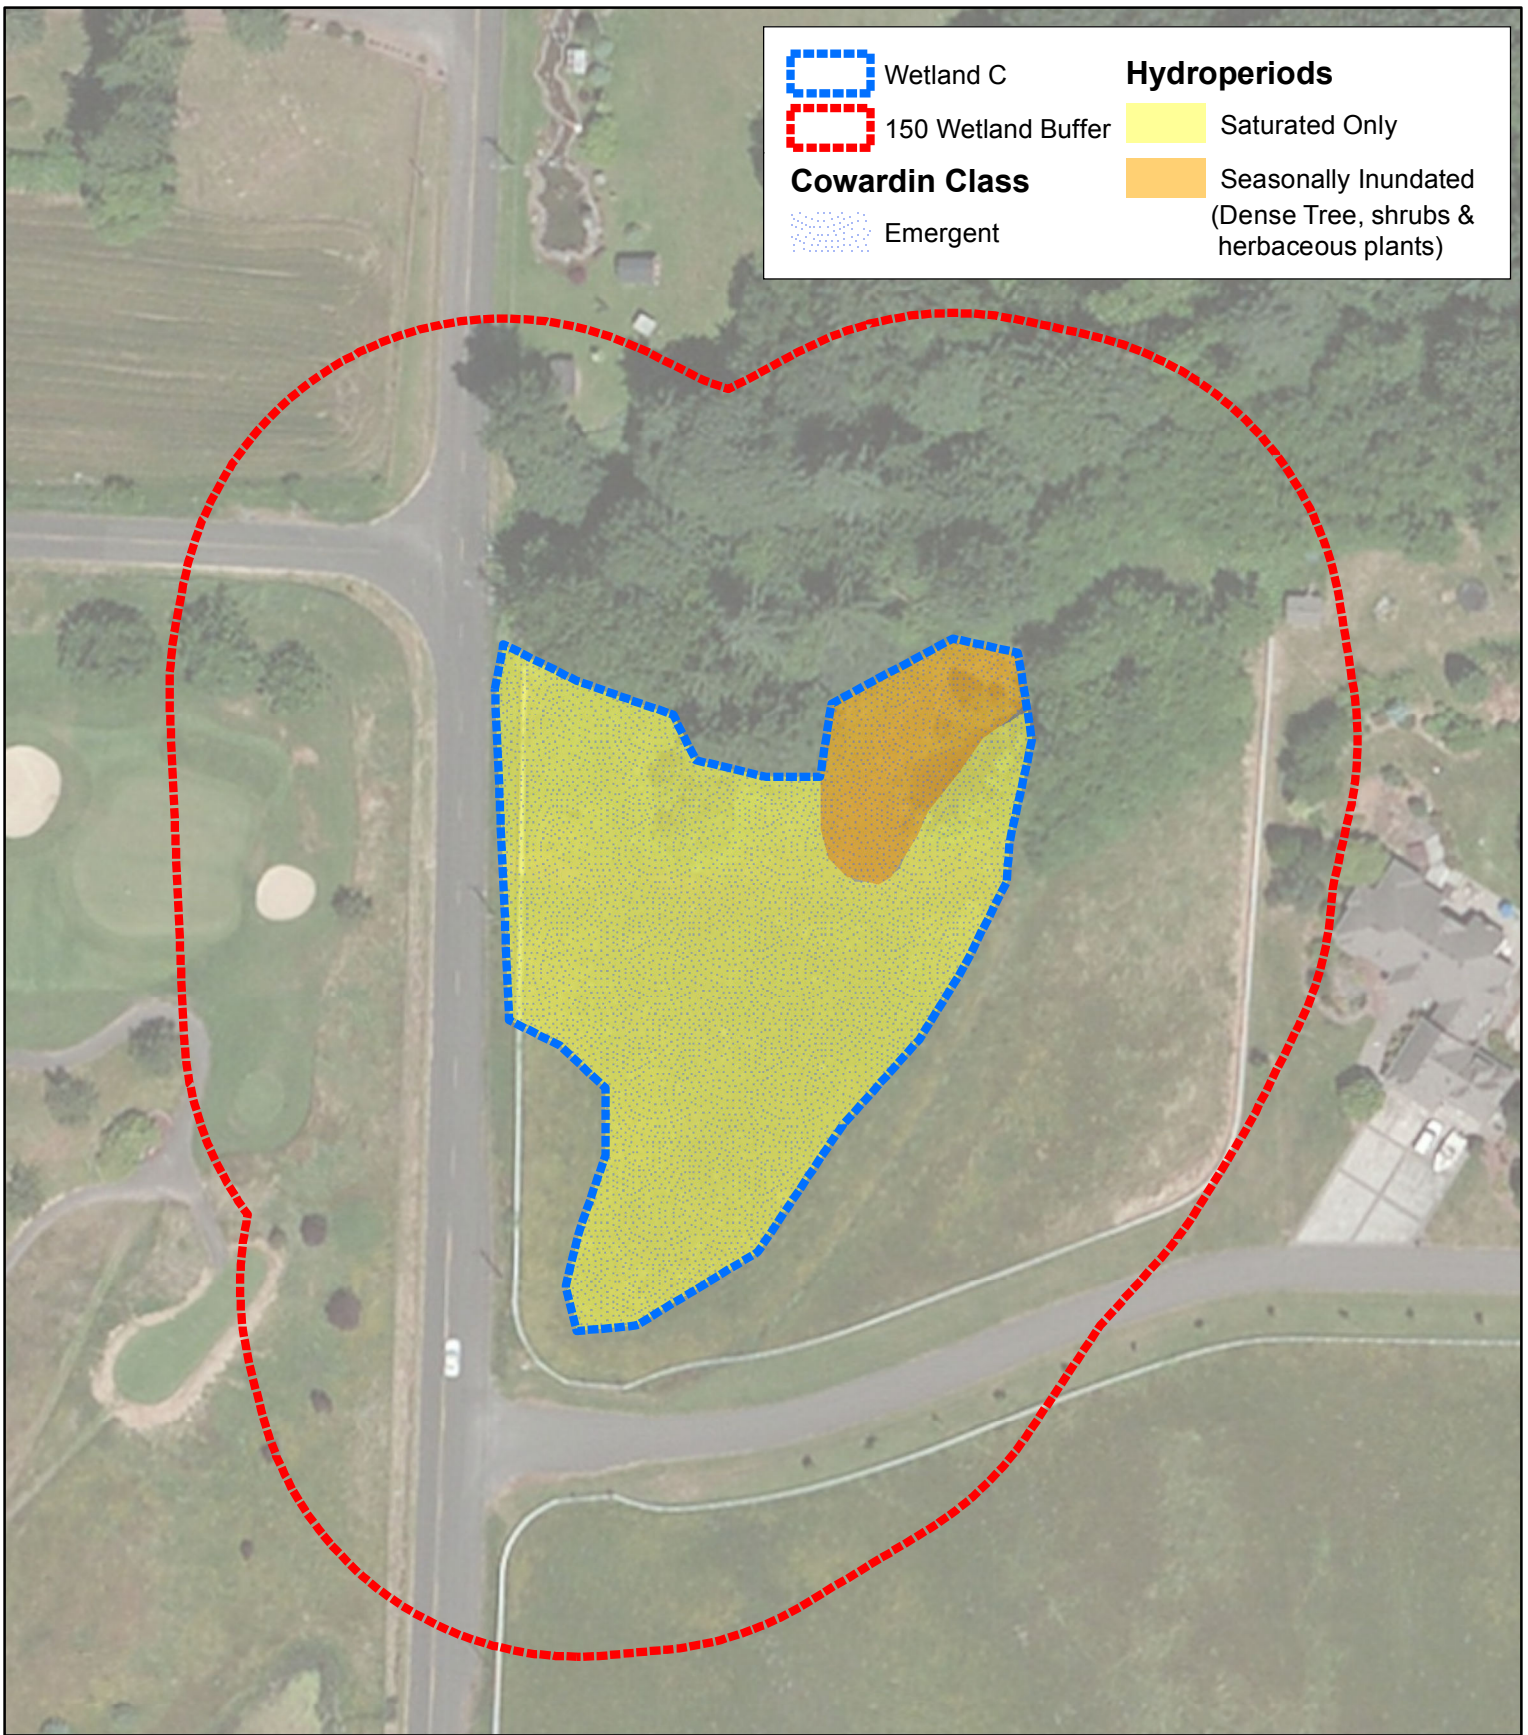 Wetland C
150 Wetland Buffer
Cowardin Class
Emergent
Hydroperiods
Saturated Only
Seasonally Inundated
(Dense Tree, shrubs &
herbaceous plants)